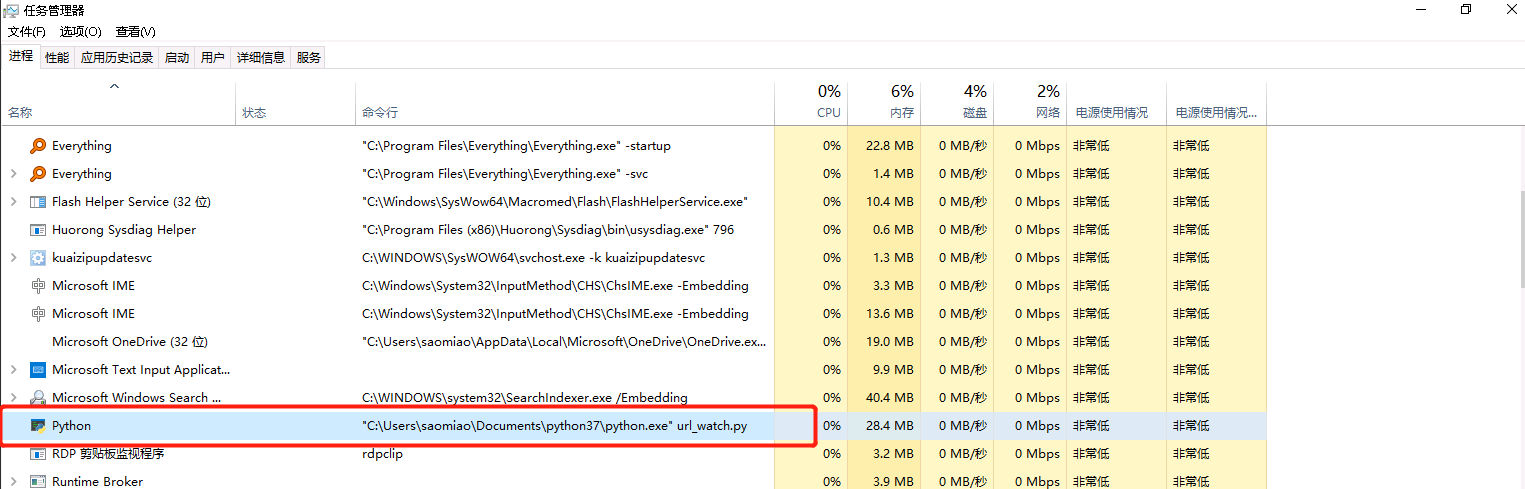 任务管理器
文件(F) 选项(O) 查看(V)
进程 性能 应用历史记录 启动 用户 详细信息 服务
0% 6% 4% 2%
名称 状态 命令行 CPU 内存 磁盘 网络 电源使用情况 电源使用情况...
Everything "C:\Program Files\Everything\Everything.exe" -startup 0% 22.8 MB 0 MB/秒 0 Mbps 非常低 非常低
Everything "C:\Program Files\Everything\Everything.exe" -svc 0% 1.4 MB 0 MB/秒 0 Mbps 非常低 非常低
Flash Helper Service (32 位) "C:\Windows\SysWow64\Macromed\Flash\FlashHelperService.exe" 0% 10.4 MB 0 MB/秒 0 Mbps 非常低 非常低
Huorong Sysdiag Helper "C:\Program Files (x86)\Huorong\Sysdiag\bin\usysdiag.exe" 796 0% 0.6 MB 0 MB/秒 0 Mbps 非常低 非常低
kuaizipupdatesvc C:\WINDOWS\SysWOW64\svchost.exe -k kuaizipupdatesvc 0% 1.3 MB 0 MB/秒 0 Mbps 非常低 非常低
Microsoft IME C:\Windows\System32\InputMethod\CHS\ChsIME.exe -Embedding 0% 3.3 MB 0 MB/秒 0 Mbps 非常低 非常低
Microsoft IME C:\Windows\System32\InputMethod\CHS\ChsIME.exe -Embedding 0% 13.6 MB 0 MB/秒 0 Mbps 非常低 非常低
Microsoft OneDrive (32 位) "C:\Users\saomiao\AppData\Local\Microsoft\OneDrive\OneDrive.ex... 0% 19.0 MB 0 MB/秒 0 Mbps 非常低 非常低
Microsoft Text Input Applicat... 0% 9.9 MB 0 MB/秒 0 Mbps 非常低 非常低
Microsoft Windows Search ... C:\WINDOWS\system32\SearchIndexer.exe /Embedding 0% 40.4 MB 0 MB/秒 0 Mbps 非常低 非常低
Python "C:\Users\saomiao\Documents\python37\python.exe" url_watch.py 0% 28.4 MB 0 MB/秒 0 Mbps 非常低 非常低
RDP 剪贴板监视程序 rdpclip 0% 3.2 MB 0 MB/秒 0 Mbps 非常低 非常低
Runtime Broker 0% 3.9 MB 0 MB/秒 0 Mbps 非常低 非常低